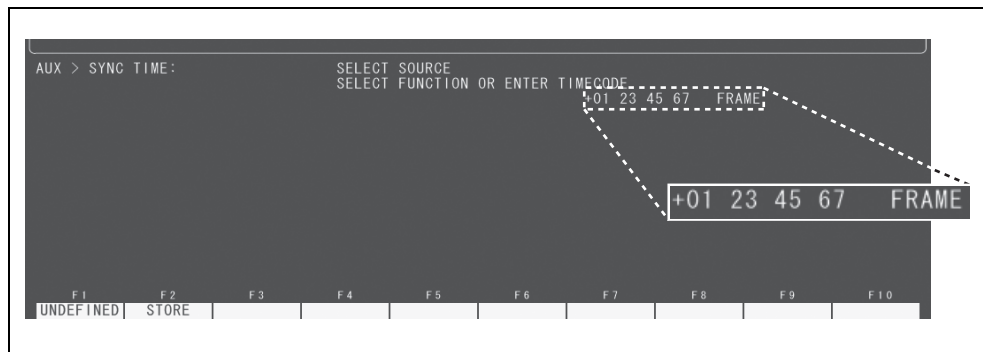 AUX > SYNC TIME: SELECT SOURCE
SELECT FUNCTION OR ENTER TIMECODE
+01 23 45 67 FRAME
+01 23 45 67 FRAME
F1 F2 F3 F4 F5 F6 F7 F8 F9 F10
UNDEFINED STORE